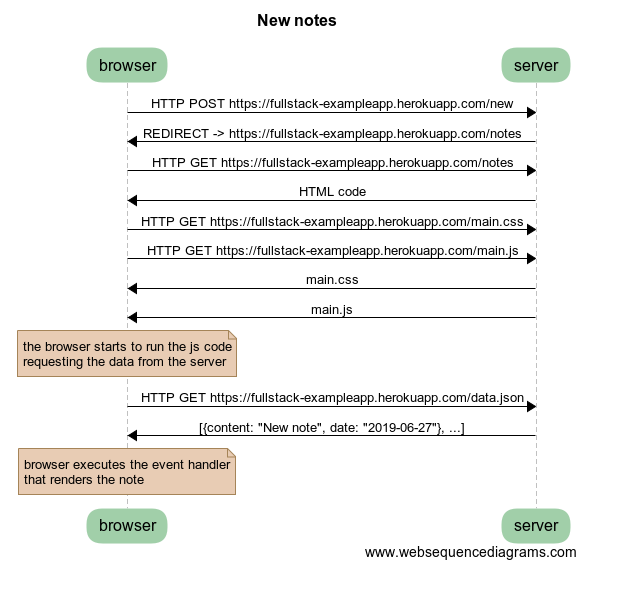 New notes
browser
server
HTTP POST https://fullstack-exampleapp.herokuapp.com/new
REDIRECT -> https://fullstack-exampleapp.herokuapp.com/notes
HTTP GET https://fullstack-exampleapp.herokuapp.com/notes
HTML code
HTTP GET https://fullstack-exampleapp.herokuapp.com/main.css
HTTP GET https://fullstack-exampleapp.herokuapp.com/main.js
main.css
main.js
the browser starts to run the js code
requesting the data from the server
HTTP GET https://fullstack-exampleapp.herokuapp.com/data.json
[{content: "New note", date: "2019-06-27"}, ...]
browser executes the event handler
that renders the note
browser
server
www.websequencediagrams.com